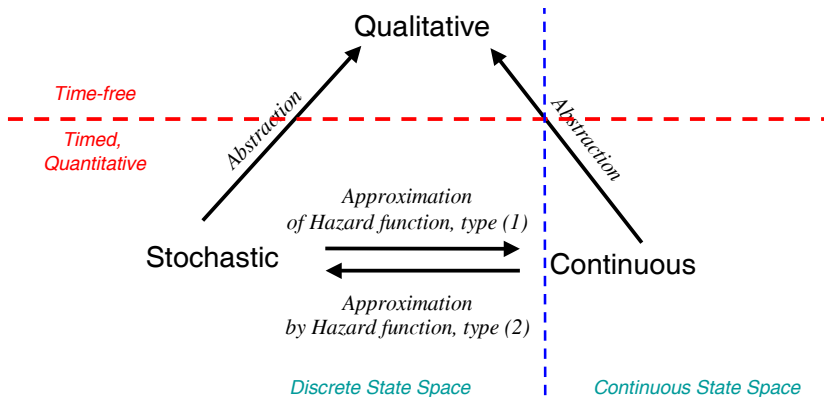 Qualitative
Time-free
Timed,
Quantitative
Abstraction
Abstraction
Approximation
of Hazard function, type (1)
Stochastic
Continuous
Approximation
by Hazard function, type (2)
Discrete State Space
Continuous State Space